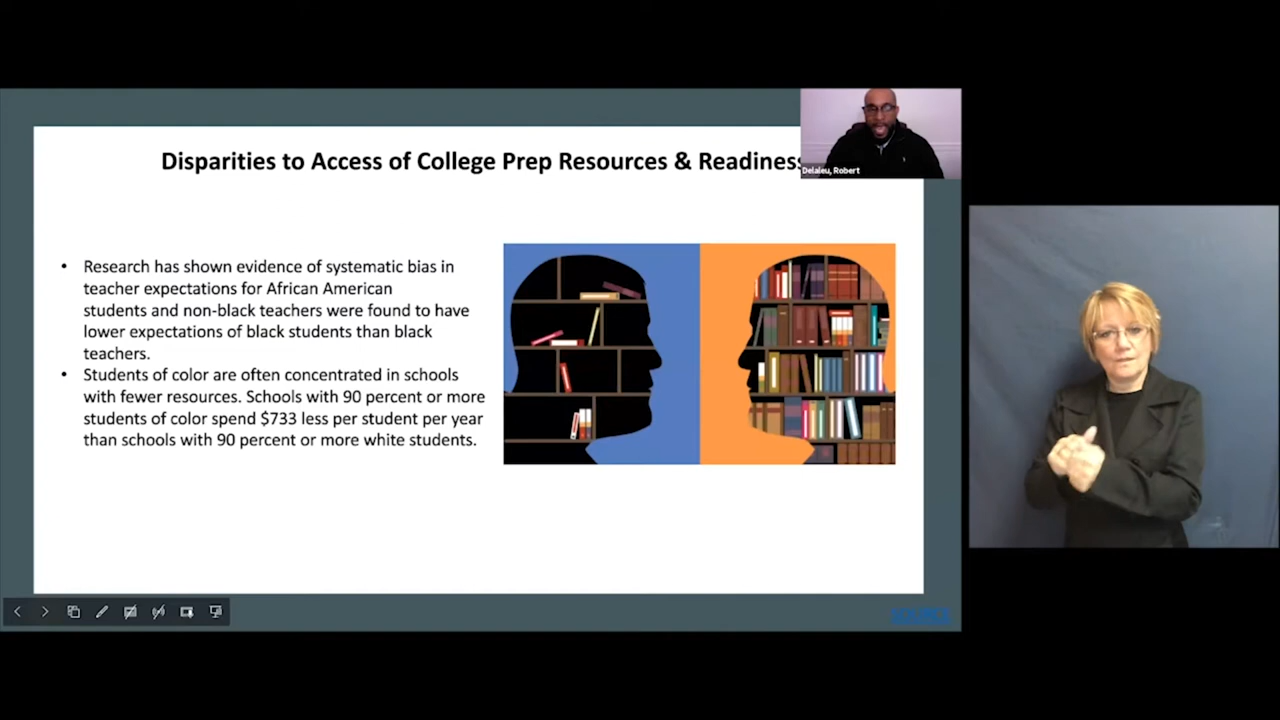 Disparities to Access of College Prep Resources & Readiness
Delaleu, Robert
• Research has shown evidence of systematic bias in
teacher expectations for African American
students and non-black teachers were found to have
lower expectations of black students than black
teachers.
• Students of color are often concentrated in schools
with fewer resources. Schools with 90 percent or more
students of color spend $733 less per student per year
than schools with 90 percent or more white students.